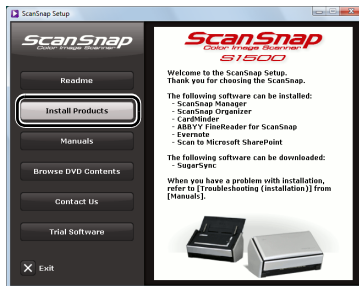 ScanSnap Setup
ScanSnap
Color Image Scanner
Readme
Install Products
Manuals
Browse DVD Contents
Contact Us
Trial Software
Exit
ScanSnap
Color Image Scanner
S1500
Welcome to the ScanSnap Setup.
Thank you for choosing the ScanSnap.
The following software can be installed:
- ScanSnap Manager
- ScanSnap Organizer
- CardMinder
- ABBYY FineReader for ScanSnap
- Evernote
- Scan to Microsoft SharePoint
The following software can be downloaded:
- SugarSync
When you have a problem with installation,
refer to [Troubleshooting (installation)] from
[Manuals].